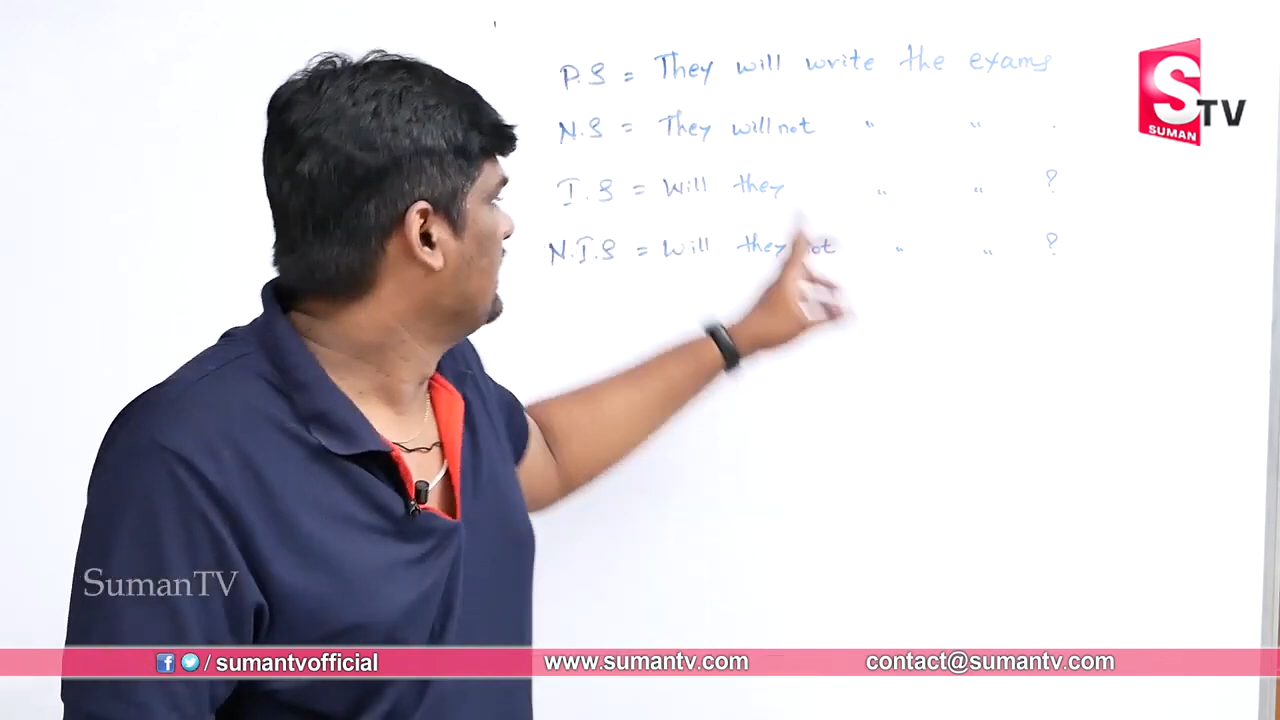 P.S = They will write the exams
N.S = They will not " " .
I.S = Will they " " ?
N.I.S = Will they not " " ?
S TV
SUMAN
SumanTV
f / sumantvofficial www.sumantv.com contact@sumantv.com